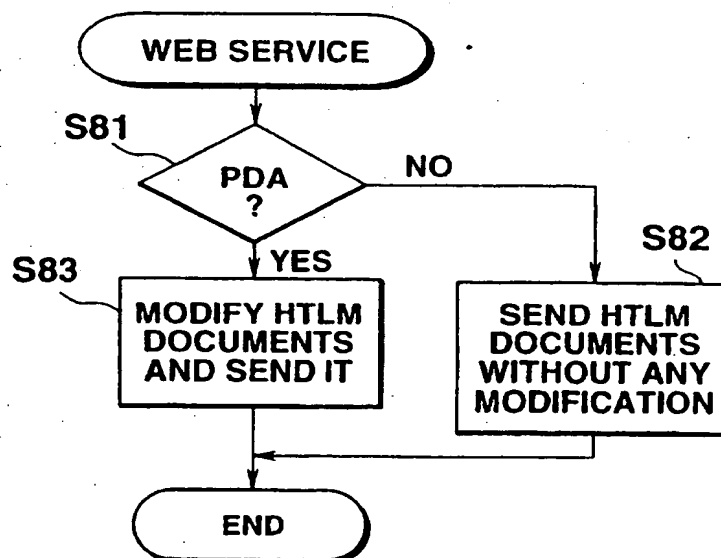 WEB SERVICE
S81
PDA
?
NO
YES
S83
MODIFY HTLM
DOCUMENTS
AND SEND IT
S82
SEND HTLM
DOCUMENTS
WITHOUT ANY
MODIFICATION
END